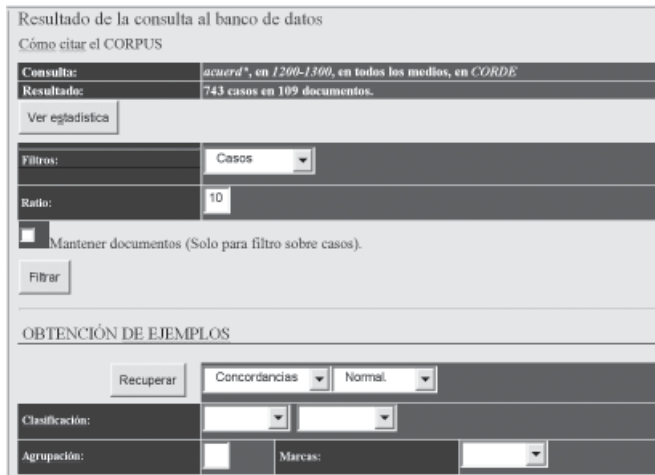 Resultado de la consulta al banco de datos
Cómo citar el CORPUS
Consulta: acuerd*, en 1200-1300, en todos los medios, en CORDE
Resultado: 743 casos en 109 documentos.
Ver estadística
Filtros: Casos
Ratio: 10
Mantener documentos (Solo para filtro sobre casos).
Filtrar
OBTENCIÓN DE EJEMPLOS
Recuperar Concordancias Normal.
Clasificación:
Agrupación: Marcas: